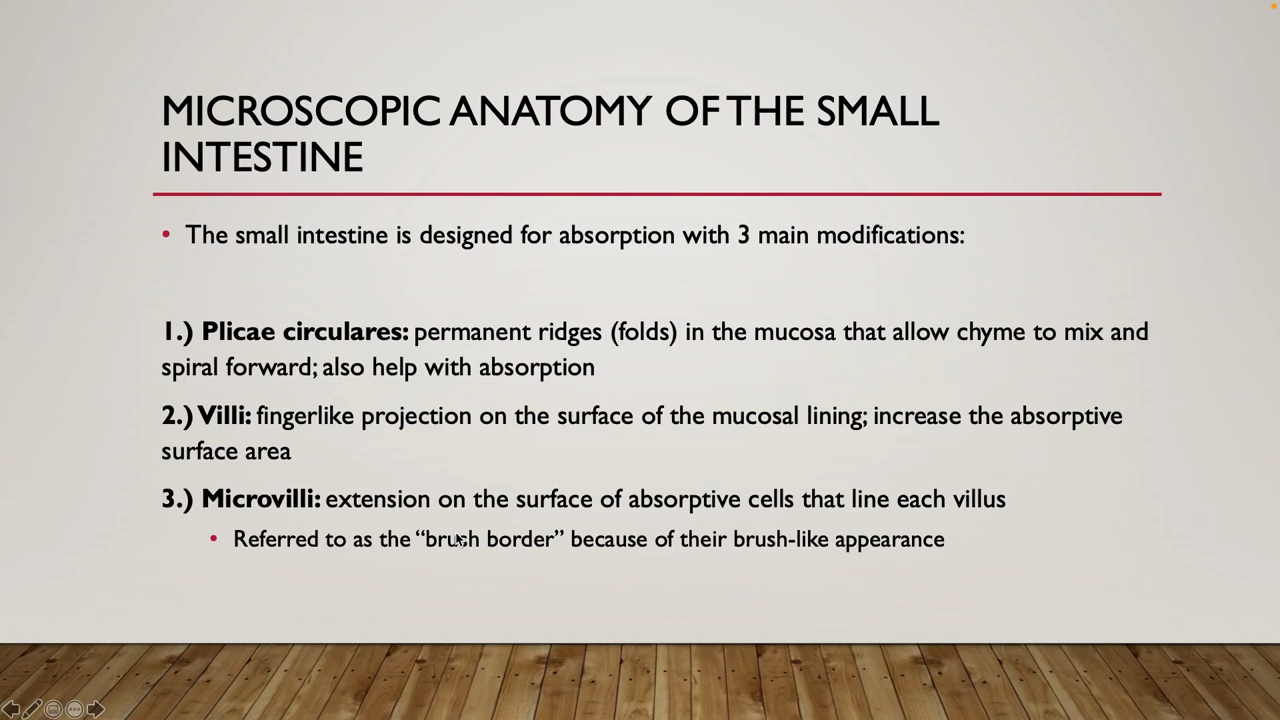 MICROSCOPIC ANATOMY OF THE SMALL
INTESTINE
• The small intestine is designed for absorption with 3 main modifications:
1.) Plicae circulares: permanent ridges (folds) in the mucosa that allow chyme to mix and
spiral forward; also help with absorption
2.) Villi: fingerlike projection on the surface of the mucosal lining; increase the absorptive
surface area
3.) Microvilli: extension on the surface of absorptive cells that line each villus
• Referred to as the “brush border” because of their brush-like appearance